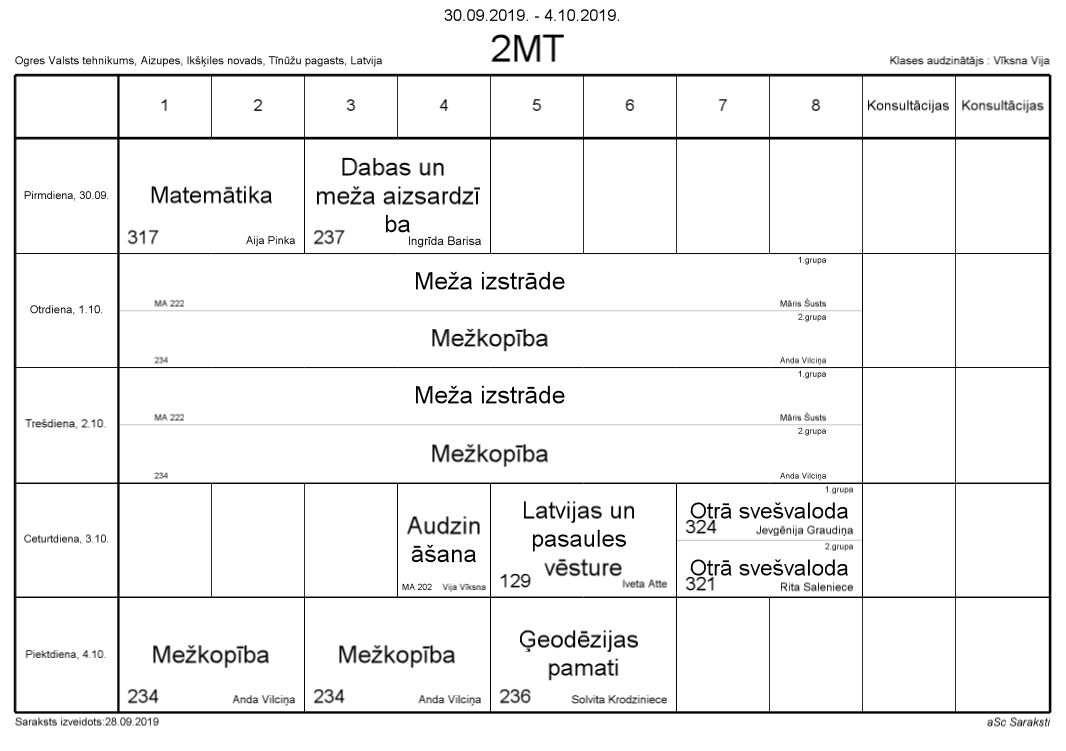 30.09.2019. - 4.10.2019.
2MT
Ogres Valsts tehnikums, Aizupes, Ikšķiles novads, Tīnūžu pagasts, Latvija
Klases audzinātājs : Vīksna Vija
1 2 3 4 5 6 7 8 Konsultācijas Konsultācijas
Pirmdiena, 30.09.
Matemātika
317 Aija Pinka
Dabas un
meža aizsardzī
ba
237 Ingrīda Barisa
Otrdiena, 1.10.
1.grupa
Meža izstrāde
MA 222 Māris Šusts
2.grupa
Mežkopība
234 Anda Vilciņa
Trešdiena, 2.10.
1.grupa
Meža izstrāde
MA 222 Māris Šusts
2.grupa
Mežkopība
234 Anda Vilciņa
Ceturtdiena, 3.10.
Audzin
āšana
MA 202 Vija Vīksna
Latvijas un
pasaules
vēsture
129 Iveta Atte
1.grupa
Otrā svešvaloda
324 Jevgēnija Graudiņa
2.grupa
Otrā svešvaloda
321 Rita Saleniece
Piektdiena, 4.10.
Mežkopība
234 Anda Vilciņa
Mežkopība
234 Anda Vilciņa
Ģeodēzijas
pamati
236 Solvita Krodziniece
Saraksts izveidots:28.09.2019
aSc Saraksti